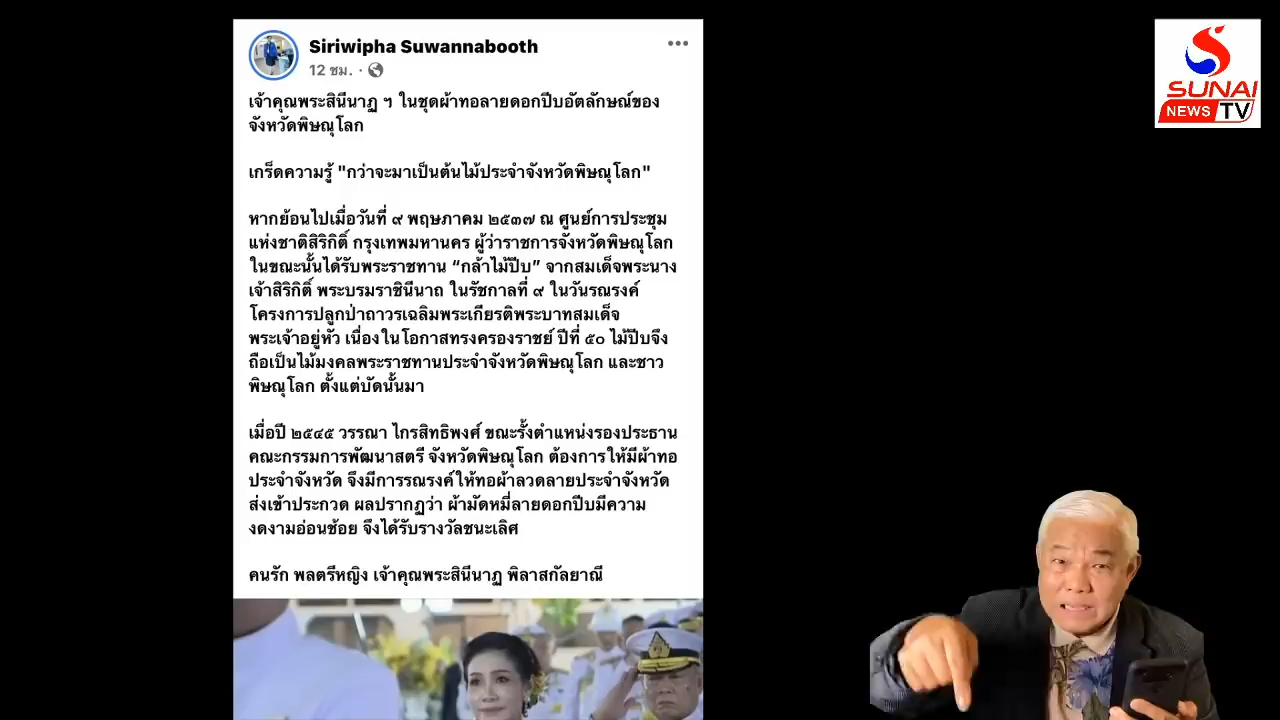 Siriwipha Suwannabooth
12 ชม. ·
เจ้าคุณพระสินีนาฏ ฯ ในชุดผ้าทอลายดอกปีบอัตลักษณ์ของ
จังหวัดพิษณุโลก
เกร็ดความรู้ "กว่าจะมาเป็นต้นไม้ประจำจังหวัดพิษณุโลก"
หากย้อนไปเมื่อวันที่ ๙ พฤษภาคม ๒๕๓๗ ณ ศูนย์การประชุม
แห่งชาติสิริกิติ์ กรุงเทพมหานคร ผู้ว่าราชการจังหวัดพิษณุโลก
ในขณะนั้นได้รับพระราชทาน “กล้าไม้ปีบ” จากสมเด็จพระนาง
เจ้าสิริกิติ์ พระบรมราชินีนาถ ในรัชกาลที่ ๙ ในวันรณรงค์
โครงการปลูกป่าถาวรเฉลิมพระเกียรติพระบาทสมเด็จ
พระเจ้าอยู่หัว เนื่องในโอกาสทรงครองราชย์ ปีที่ ๕๐ ไม้ปีบจึง
ถือเป็นไม้มงคลพระราชทานประจำจังหวัดพิษณุโลก และชาว
พิษณุโลก ตั้งแต่บัดนั้นมา
เมื่อปี ๒๕๔๕ วรรณา ไกรสิทธิพงศ์ ขณะรั้งตำแหน่งรองประธาน
คณะกรรมการพัฒนาสตรี จังหวัดพิษณุโลก ต้องการให้มีผ้าทอ
ประจำจังหวัด จึงมีการรณรงค์ให้ทอผ้าลวดลายประจำจังหวัด
ส่งเข้าประกวด ผลปรากฏว่า ผ้ามัดหมี่ลายดอกปีบมีความ
งดงามอ่อนช้อย จึงได้รับรางวัลชนะเลิศ
คนรัก พลตรีหญิง เจ้าคุณพระสินีนาฏ พิลาสกัลยาณี
SUNAI
NEWS TV